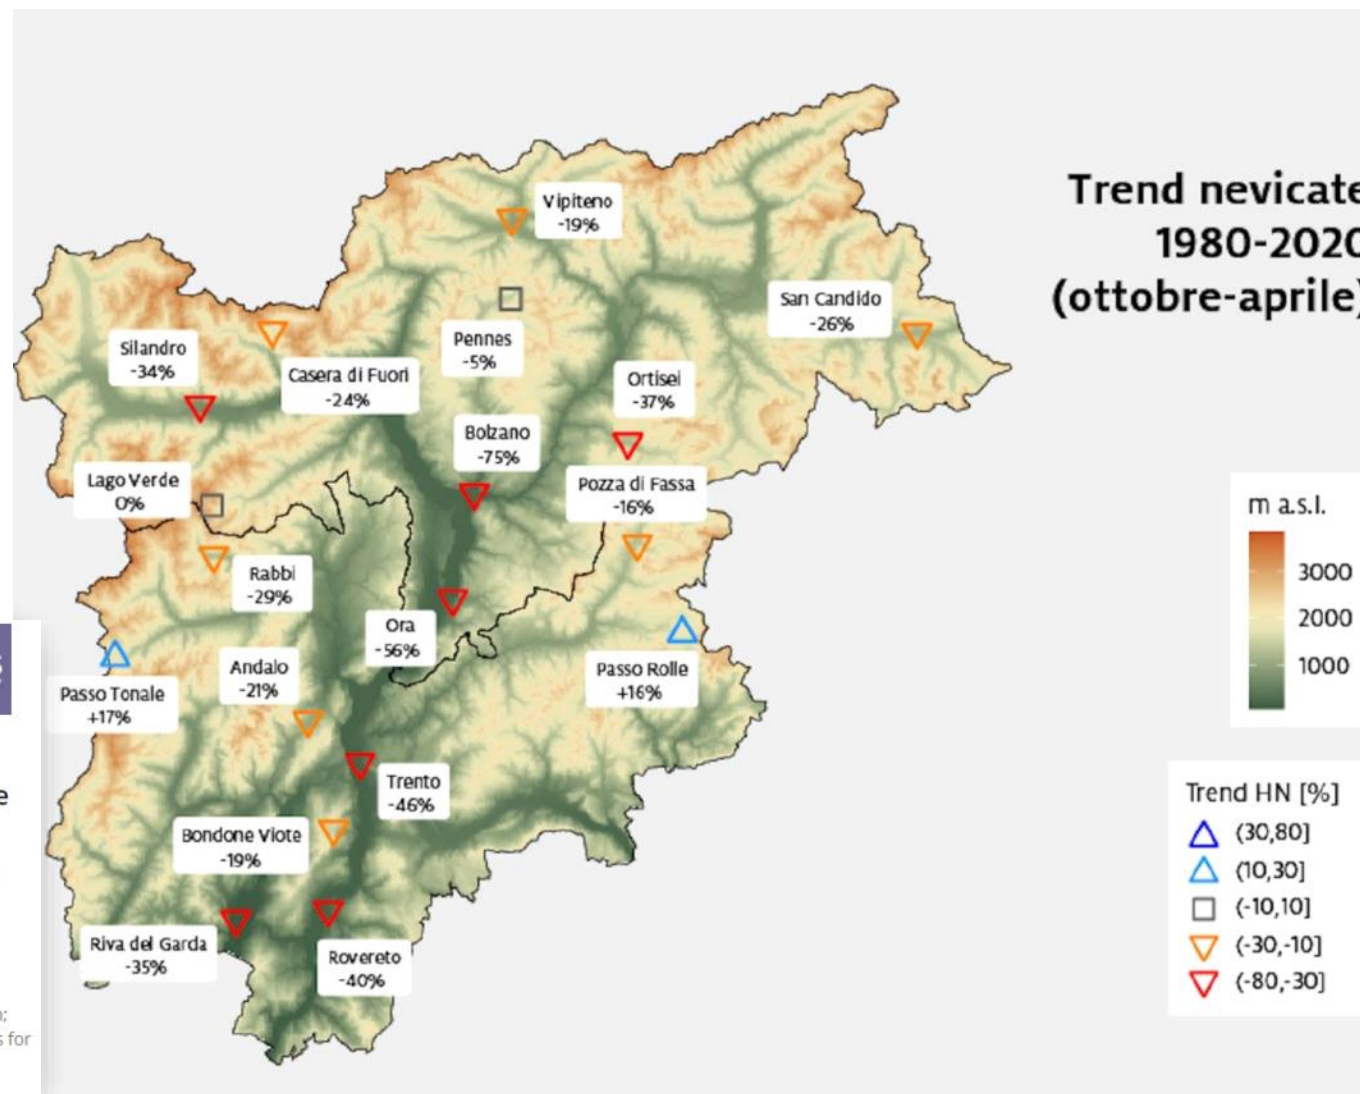 Trend nevicate
1980-2020
(ottobre-aprile)
Vipiteno
-19%
San Candido
-26%
Pennes
-5%
Silandro
-34%
Casera di Fuori
-24%
Ortisei
-37%
Bolzano
-75%
Lago Verde
0%
Pozza di Fassa
-16%
Rabbi
-29%
Ora
-56%
Andalo
-21%
Passo Rolle
+16%
Passo Tonale
+17%
Trento
-46%
Bondone Viote
-19%
Riva del Garda
-35%
Rovereto
-40%
m a.s.l.
3000
2000
1000
Trend HN [%]
(30,80]
(10,30]
(-10,10]
(-30,-10]
(-80,-30]
s for